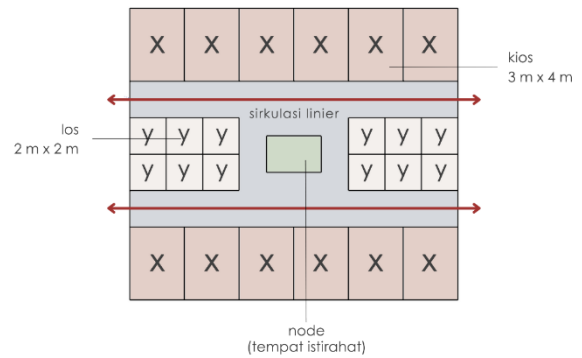 X X X X X X
kios
3 m x 4 m
sirkulasi linier
los
2 m x 2 m
y y y y y y
y y y y y y
X X X X X X
node
(tempat istirahat)